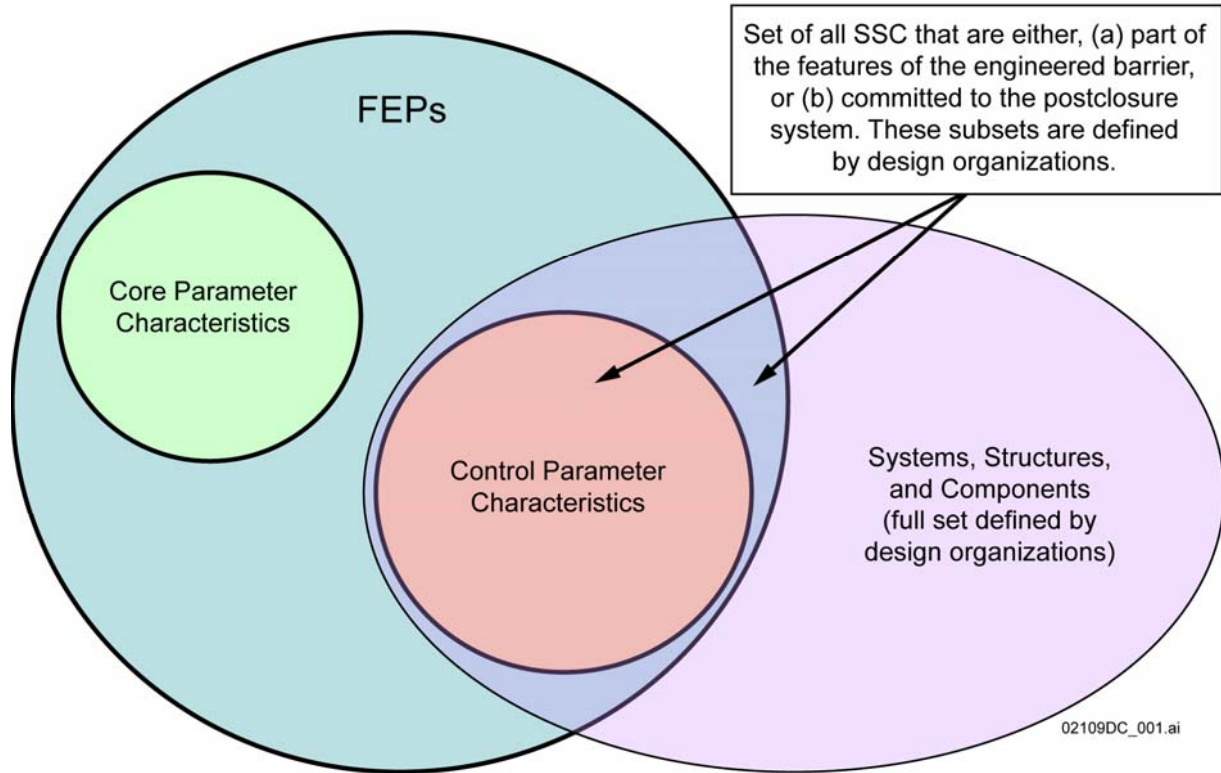 Set of all SSC that are either, (a) part of
the features of the engineered barrier,
or (b) committed to the postclosure
system. These subsets are defined
by design organizations.
FEPs
Core Parameter
Characteristics
Control Parameter
Characteristics
Systems, Structures,
and Components
(full set defined by
design organizations)
02109DC_001.ai